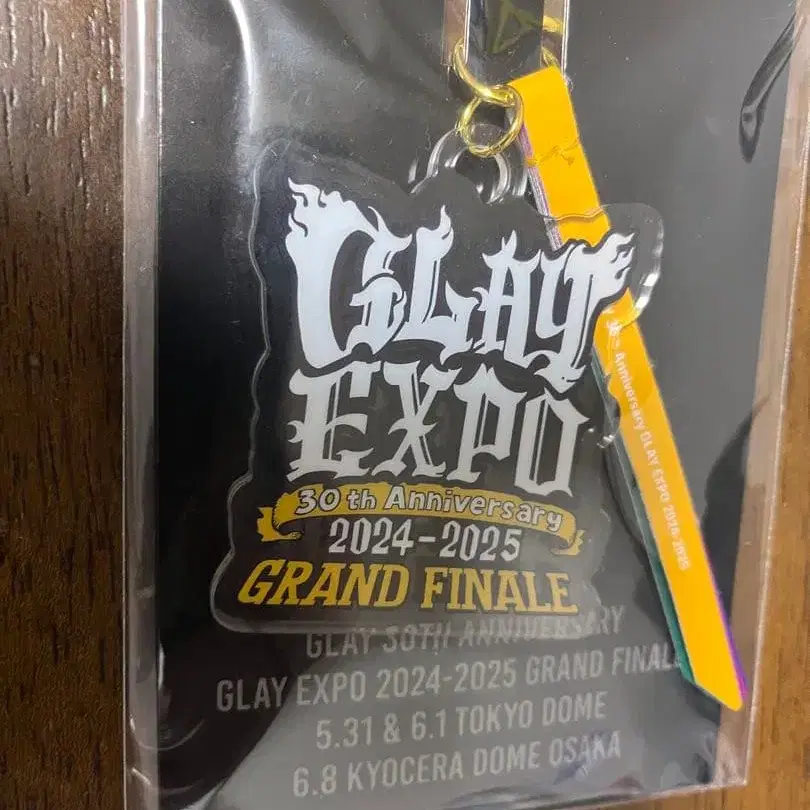 GLAY
EXPO
30th Anniversary
2024-2025
GRAND FINALE
GLAY 30TH ANNIVERSARY
GLAY EXPO 2024-2025 GRAND FINALE
5.31 & 6.1 TOKYO DOME
6.8 KYOCERA DOME OSAKA
Anniversary GLAY EXPO 2024-2025